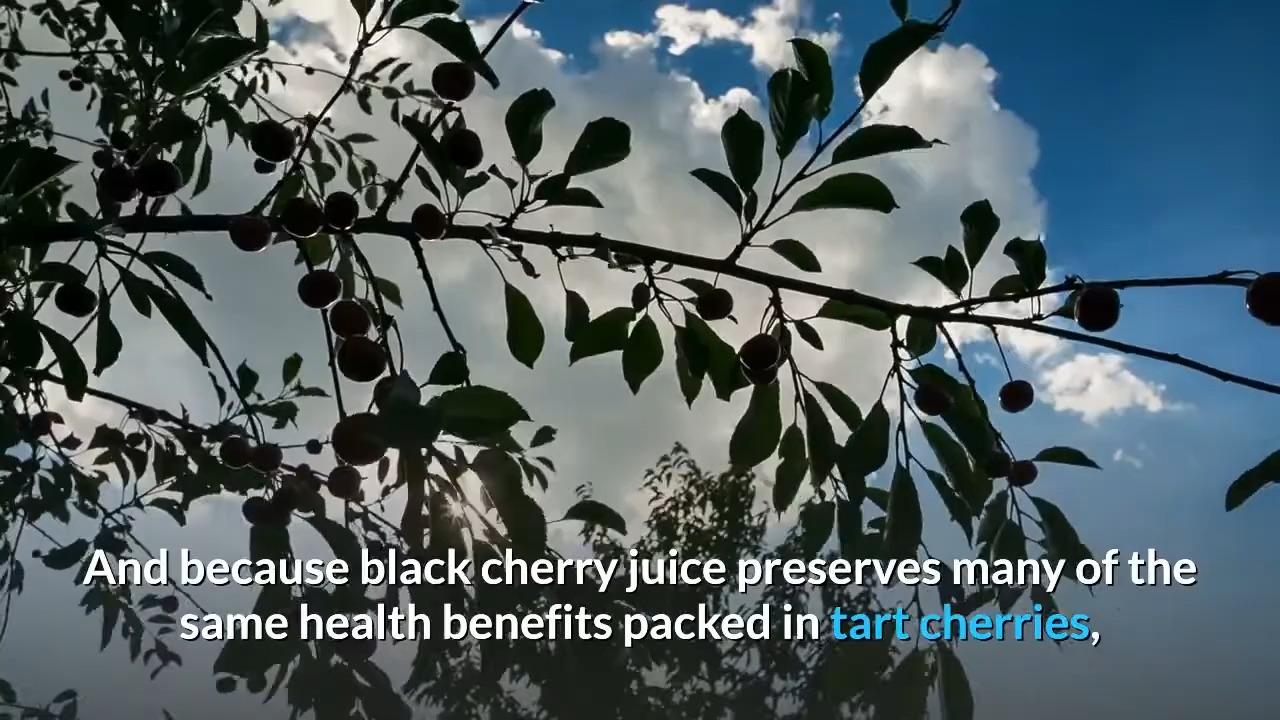 And because black cherry juice preserves many of the
same health benefits packed in tart cherries,